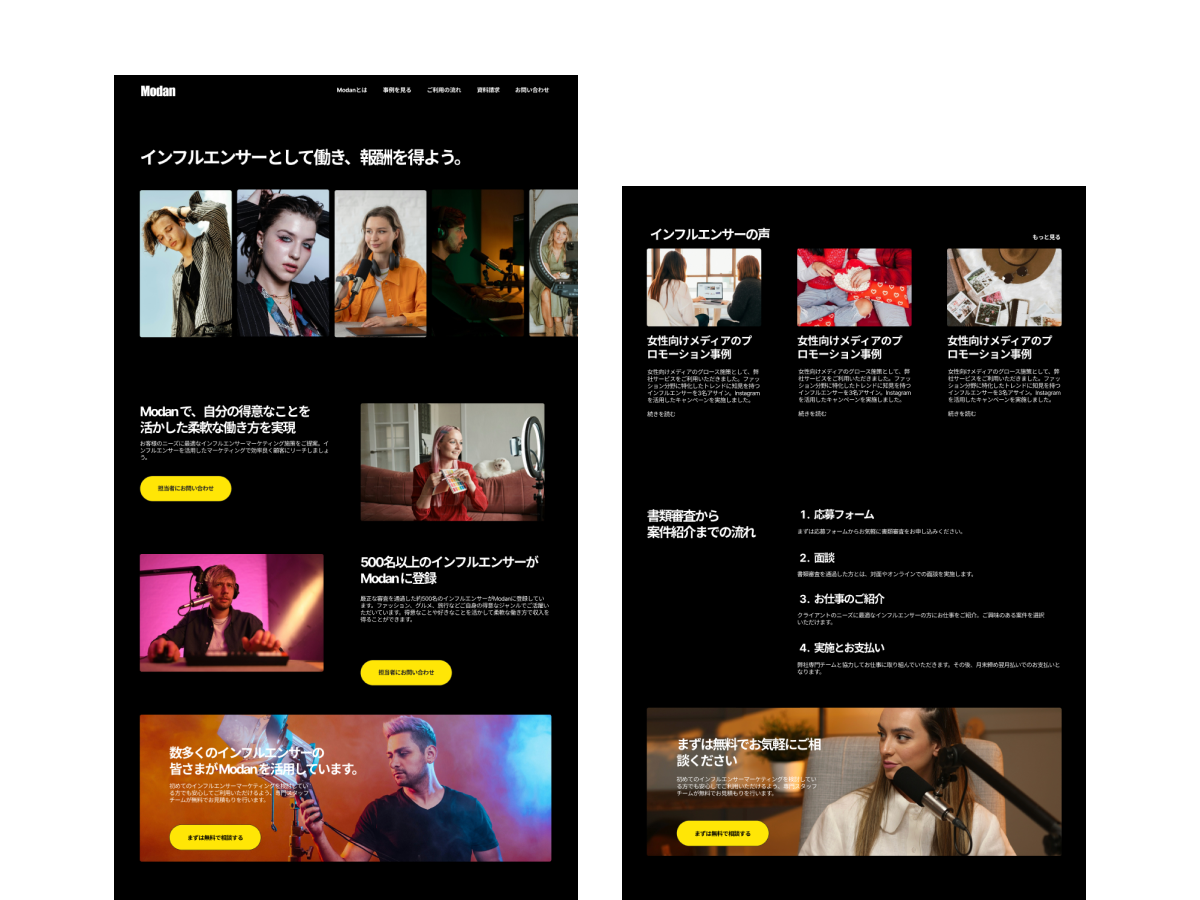 Modan
Modanとは
事例を見る
ご利用の流れ
資料請求
お問い合わせ
インフルエンサーとして働き、報酬を得よう。
Modan で、自分の得意なことを
活かした柔軟な働き方を実現
お客様のニーズに最適なインフルエンサーマーケティング施策をご提案。イ
ンフルエンサーを活用したマーケティングで効率良く顧客にリーチしましょ
う。
担当者にお問い合わせ
500名以上のインフルエンサーが
Modan に登録
厳正な審査を通過した約500名のインフルエンサーがModanに登録してい
ます。ファッション、グルメ、旅行などご自身の得意なジャンルでご活躍い
ただいています。得意なことや好きなことを活かして柔軟な働き方で収入を
得ることができます。
担当者にお問い合わせ
数多くのインフルエンサーの
皆さまが Modan を活用しています。
初めてのインフルエンサーマーケティングを検討してい
る方でも安心してご利用いただけるよう、専門スタッフ
チームが無料でお見積もりを行います。
まずは無料で相談する
インフルエンサーの声
もっと見る
女性向けメディアのプ
ロモーション事例
女性向けメディアのグロース施策として、弊
社サービスをご利用いただきました。ファッ
ション分野に特化したトレンドに知見を持つ
インフルエンサーを3名アサイン。Instagram
を活用したキャンペーンを実施しました。
続きを読む
女性向けメディアのプ
ロモーション事例
女性向けメディアのグロース施策として、弊
社サービスをご利用いただきました。ファッ
ション分野に特化したトレンドに知見を持つ
インフルエンサーを3名アサイン。Instagram
を活用したキャンペーンを実施しました。
続きを読む
女性向けメディアのプ
ロモーション事例
女性向けメディアのグロース施策として、弊
社サービスをご利用いただきました。ファッ
ション分野に特化したトレンドに知見を持つ
インフルエンサーを3名アサイン。Instagram
を活用したキャンペーンを実施しました。
続きを読む
書類審査から
案件紹介までの流れ
1. 応募フォーム
まずは応募フォームからお気軽に書類審査をお申し込みください。
2. 面談
書類審査を通過した方とは、対面やオンラインでの面談を実施します。
3. お仕事のご紹介
クライアントのニーズに最適なインフルエンサーの方にお仕事をご紹介。ご興味のある案件を選択
いただけます。
4. 実施とお支払い
弊社専門チームと協力してお仕事に取り組んでいただきます。その後、月末締め翌月払いでのお支払いと
なります。
まずは無料でお気軽にご相
談ください
初めてのインフルエンサーマーケティングを検討してい
る方でも安心してご利用いただけるよう、専門スタッフ
チームが無料でお見積もりを行います。
まずは無料で相談する